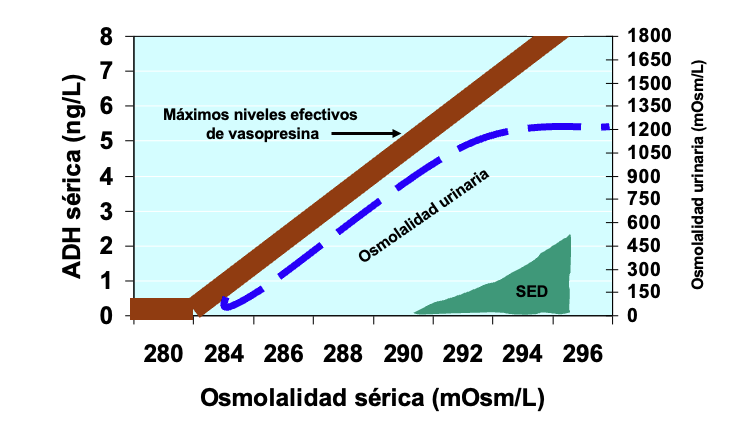 8
7
6
5
4
3
2
1
0
ADH sérica (ng/L)
Máximos niveles efectivos
de vasopresina
Osmolalidad urinaria
SED
1800
1650
1500
1350
1200
1050
900
750
600
450
300
150
0
Osmolalidad urinaria (mOsm/L)
280 284 286 288 290 292 294 296
Osmolalidad sérica (mOsm/L)